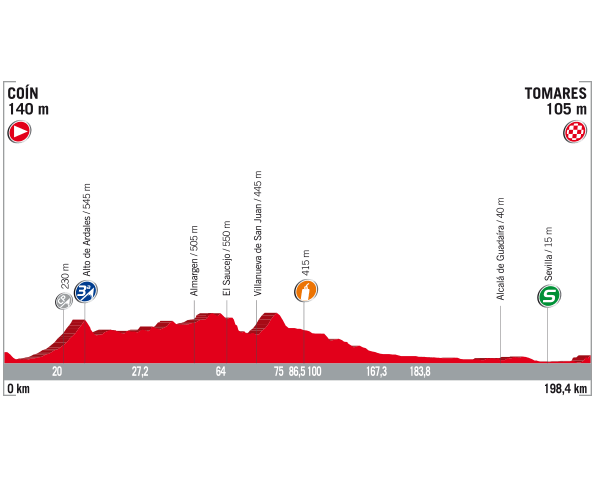 COÍN
140 m
TOMARES
105 m
230 m
Alto de Ardales / 545 m
3
Almargen / 505 m
El Saucejo / 550 m
Villanueva de San Juan / 445 m
415 m
Alcalá de Guadaíra / 40 m
Sevilla / 15 m
S
20 27,2 64 75 86,5 100 167,3 183,8
0 km 198,4 km